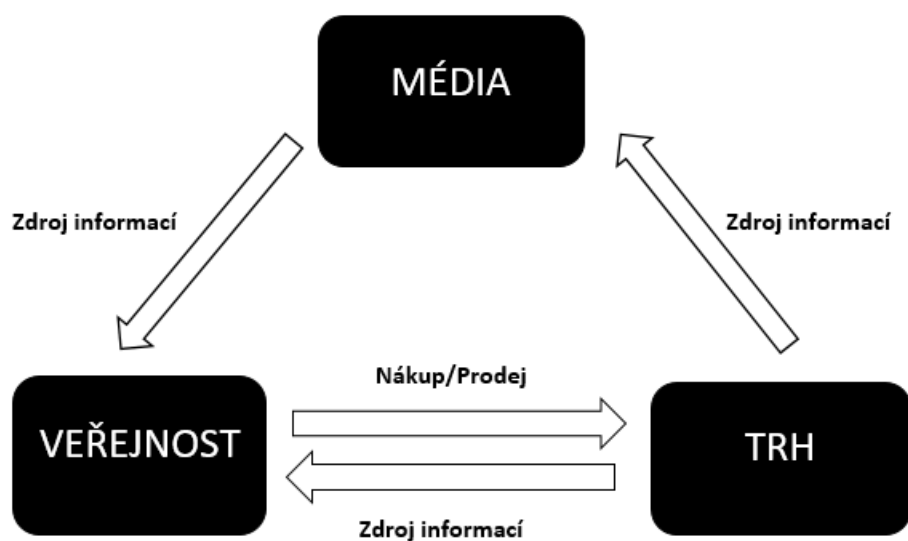 MÉDIA
Zdroj informací
Zdroj informací
Nákup/Prodej
VEŘEJNOST
TRH
Zdroj informací